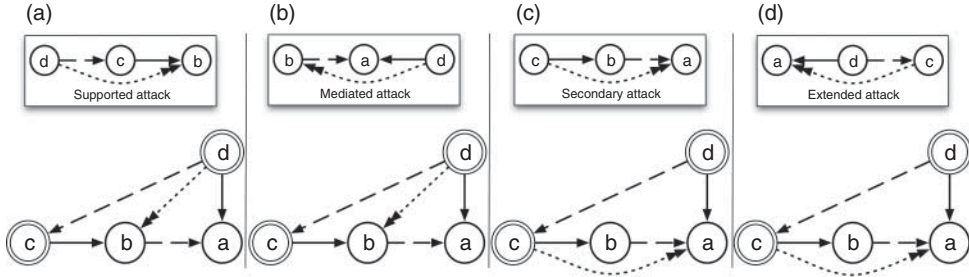 (a) (b) (c) (d)
d c b
b a d
c b a
a d c
Supported attack
Mediated attack
Secondary attack
Extended attack
d d d d
c b a
c b a
c b a
c b a